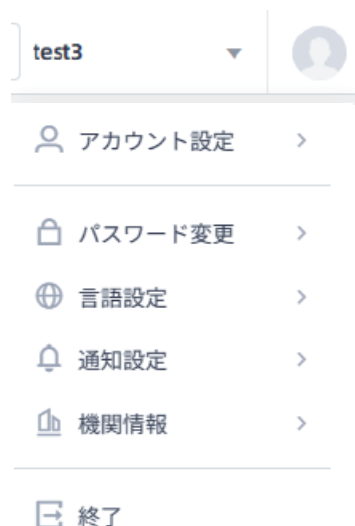 test3
アカウント設定
パスワード変更
言語設定
通知設定
機関情報
終了